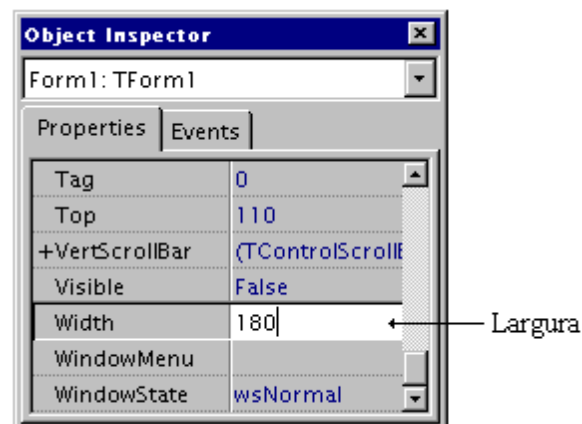 Object Inspector
Form1: TForm1
Properties Events
Tag 0
Top 110
+VertScrollBar (TControlScrollB
Visible False
Width 180 Largura
WindowMenu
WindowState wsNormal